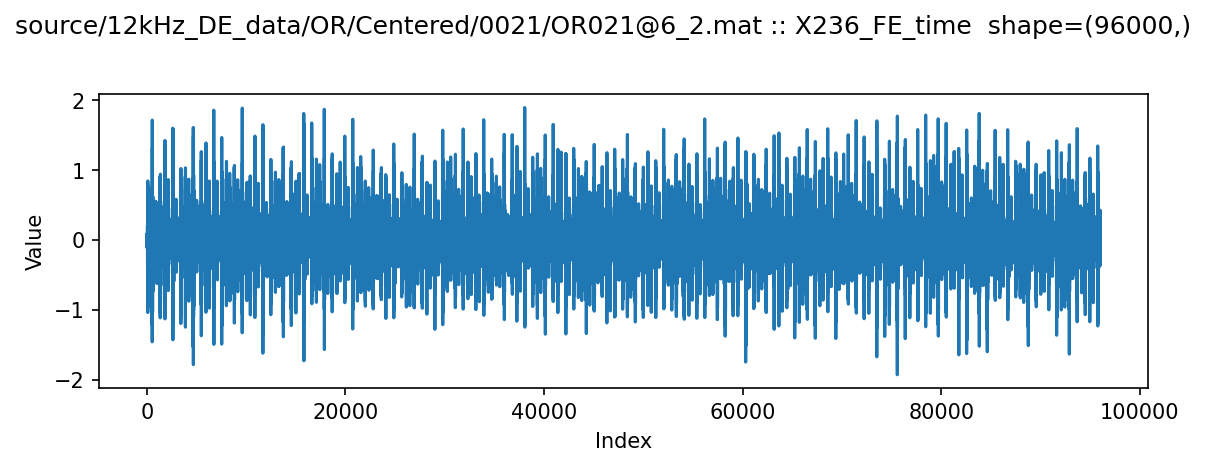 source/12kHz_DE_data/OR/Centered/0021/OR021@6_2.mat :: X236_FE_time  shape=(96000,)
2
1
0
−1
−2
Value
0 20000 40000 60000 80000 100000
Index